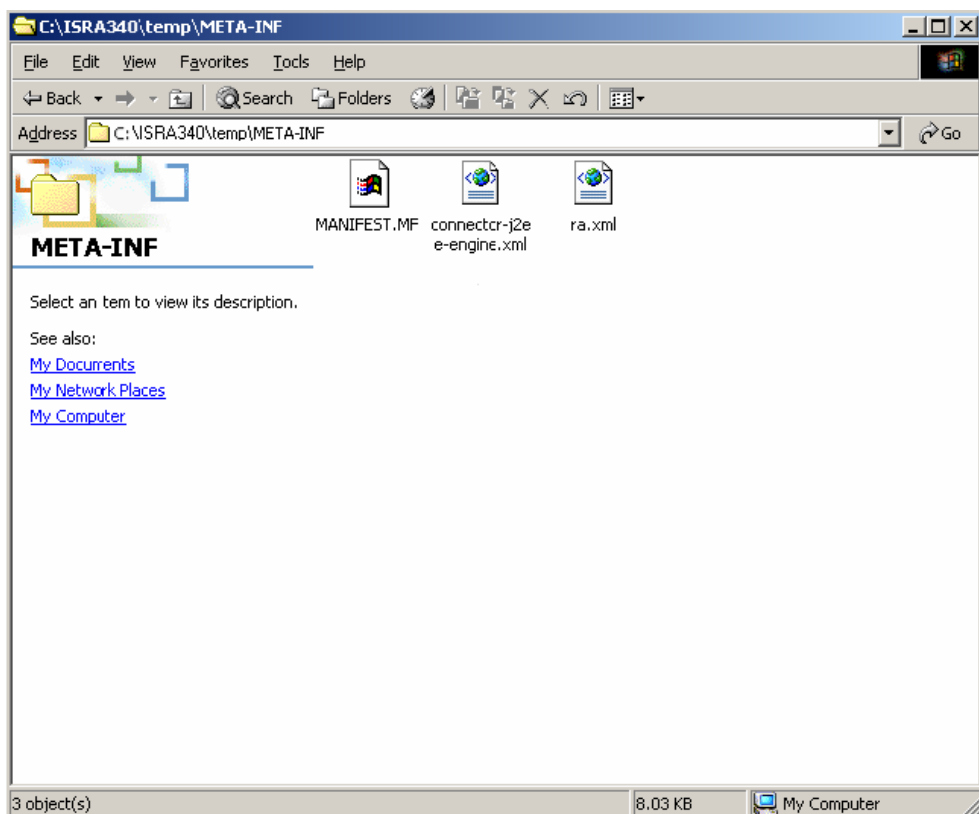 C:\ISRA340\temp\META-INF
File Edit View Favorites Tools Help
Back Search Folders
Address C:\ISRA340\temp\META-INF Go
MANIFEST.MF connector-j2e ra.xml
e-engine.xml
META-INF
Select an tem to view its description.
See also:
My Documents
My Network Places
My Computer
3 object(s) 8.03 KB My Computer